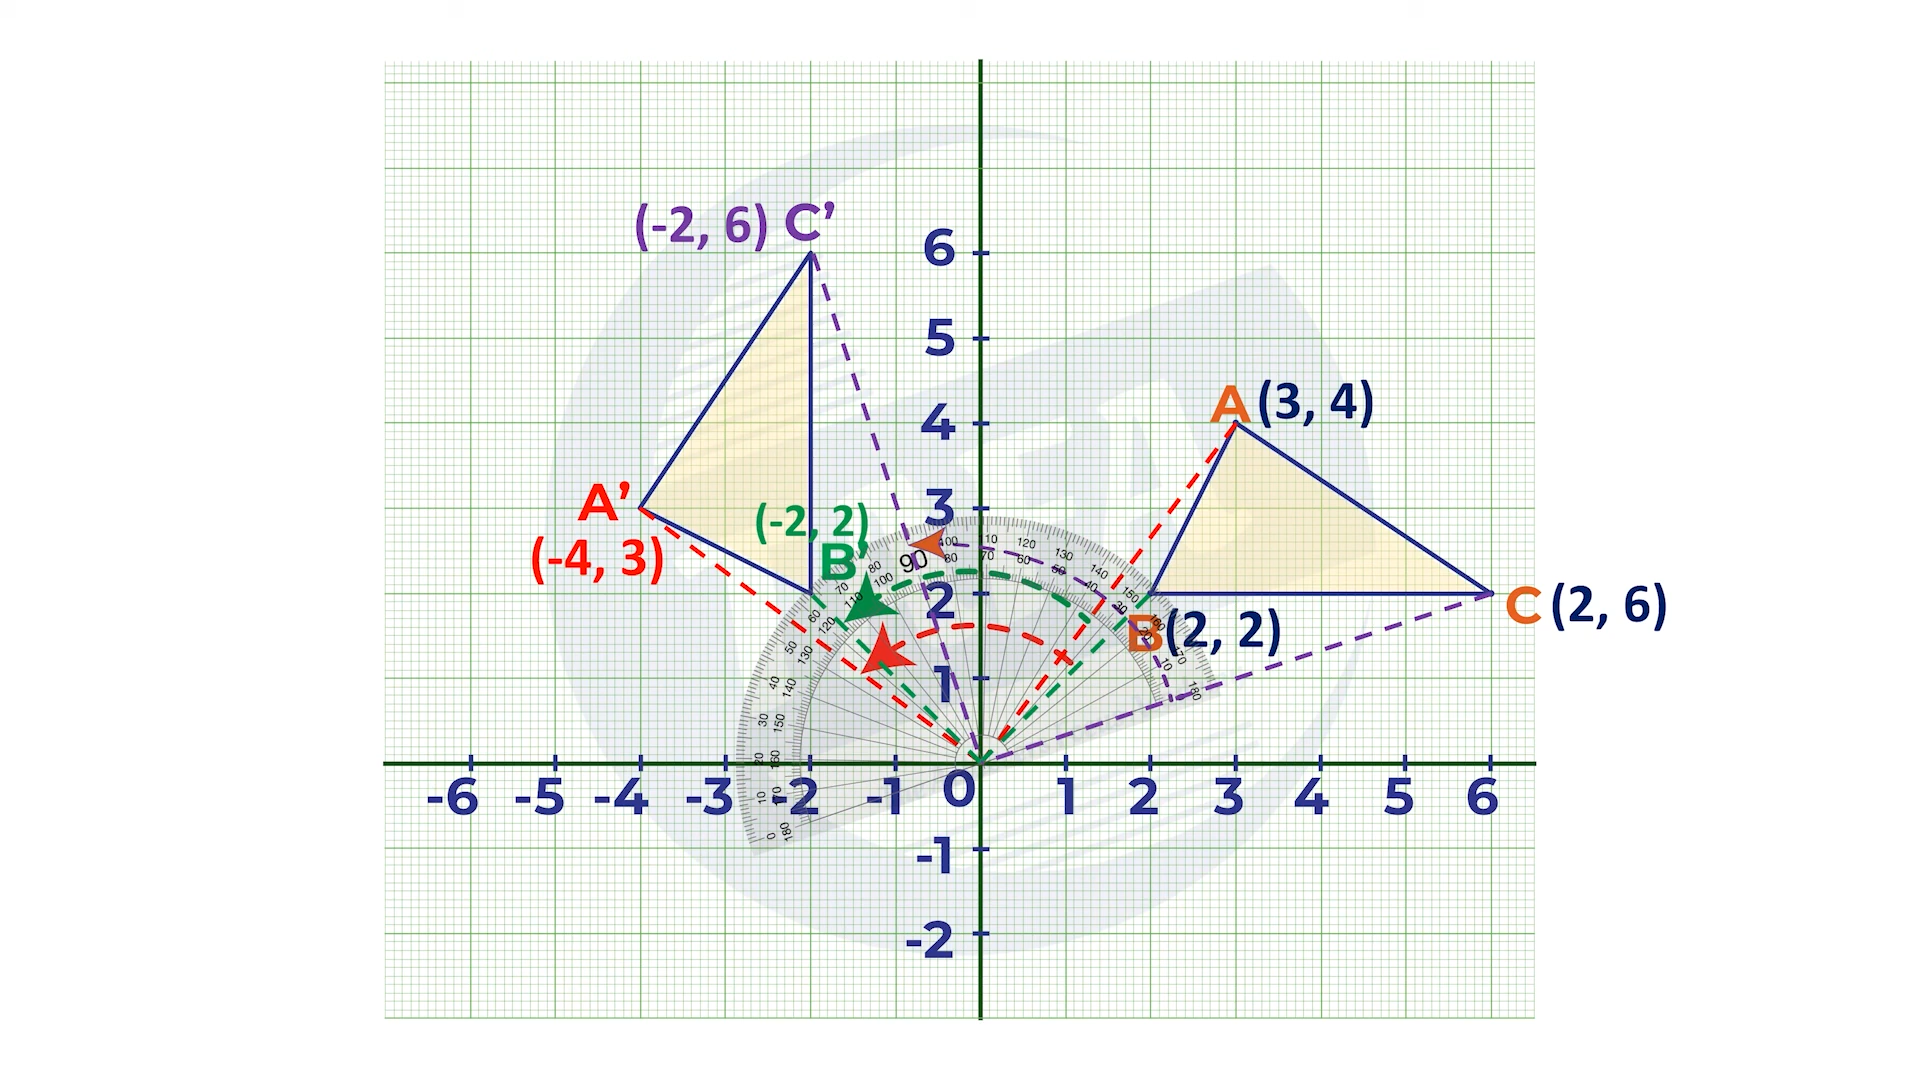 (-2, 6) C’
6
5
A (3, 4)
4
A’
3
(-2, 2)
(-4, 3)
B’
90
2
C (2, 6)
B (2, 2)
1
-6 -5 -4 -3 -2 -1 0 1 2 3 4 5 6
-1
-2